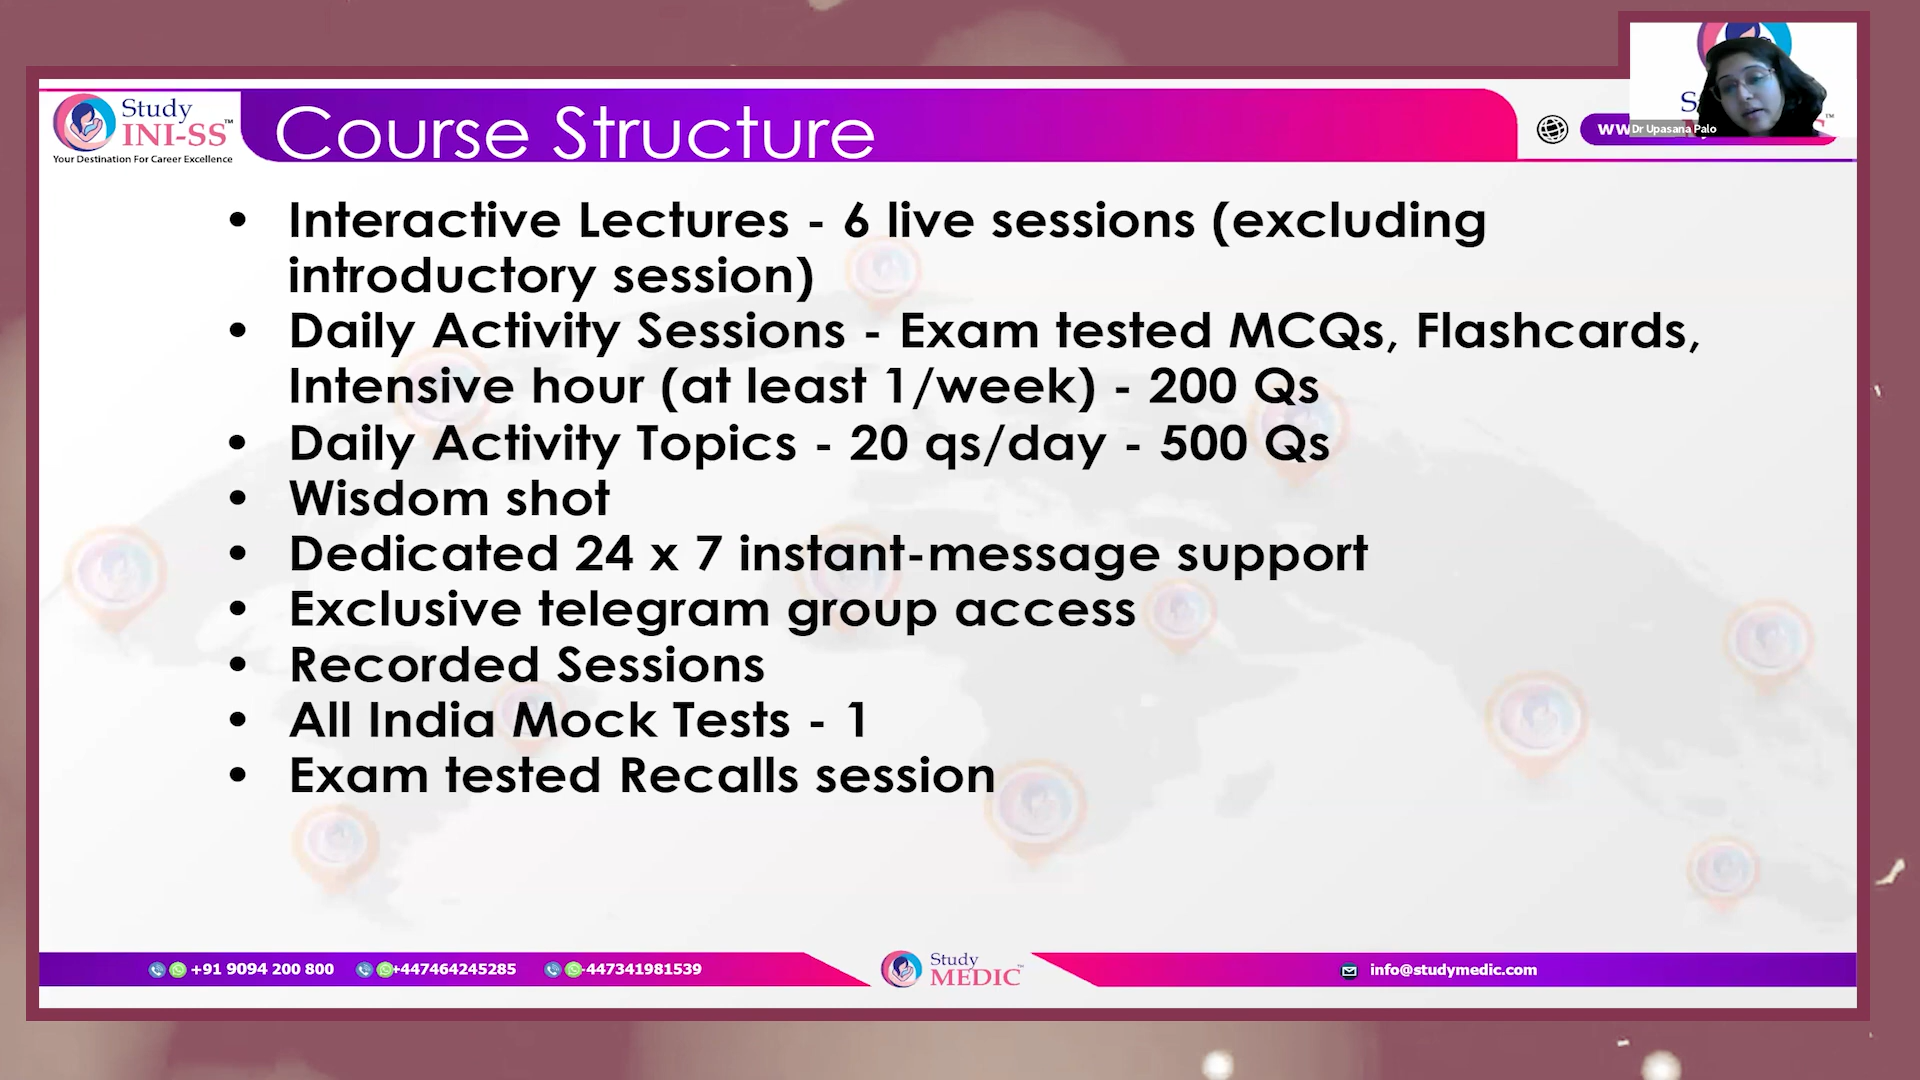 Study
INI-SS™
Your Destination For Career Excellence
Course Structure
Dr Upasana Palo
• Interactive Lectures - 6 live sessions (excluding
introductory session)
• Daily Activity Sessions - Exam tested MCQs, Flashcards,
Intensive hour (at least 1/week) - 200 Qs
• Daily Activity Topics - 20 qs/day - 500 Qs
• Wisdom shot
• Dedicated 24 x 7 instant-message support
• Exclusive telegram group access
• Recorded Sessions
• All India Mock Tests - 1
• Exam tested Recalls session
+91 9094 200 800 +447464245285 -447341981539
Study
MEDIC™
info@studymedic.com